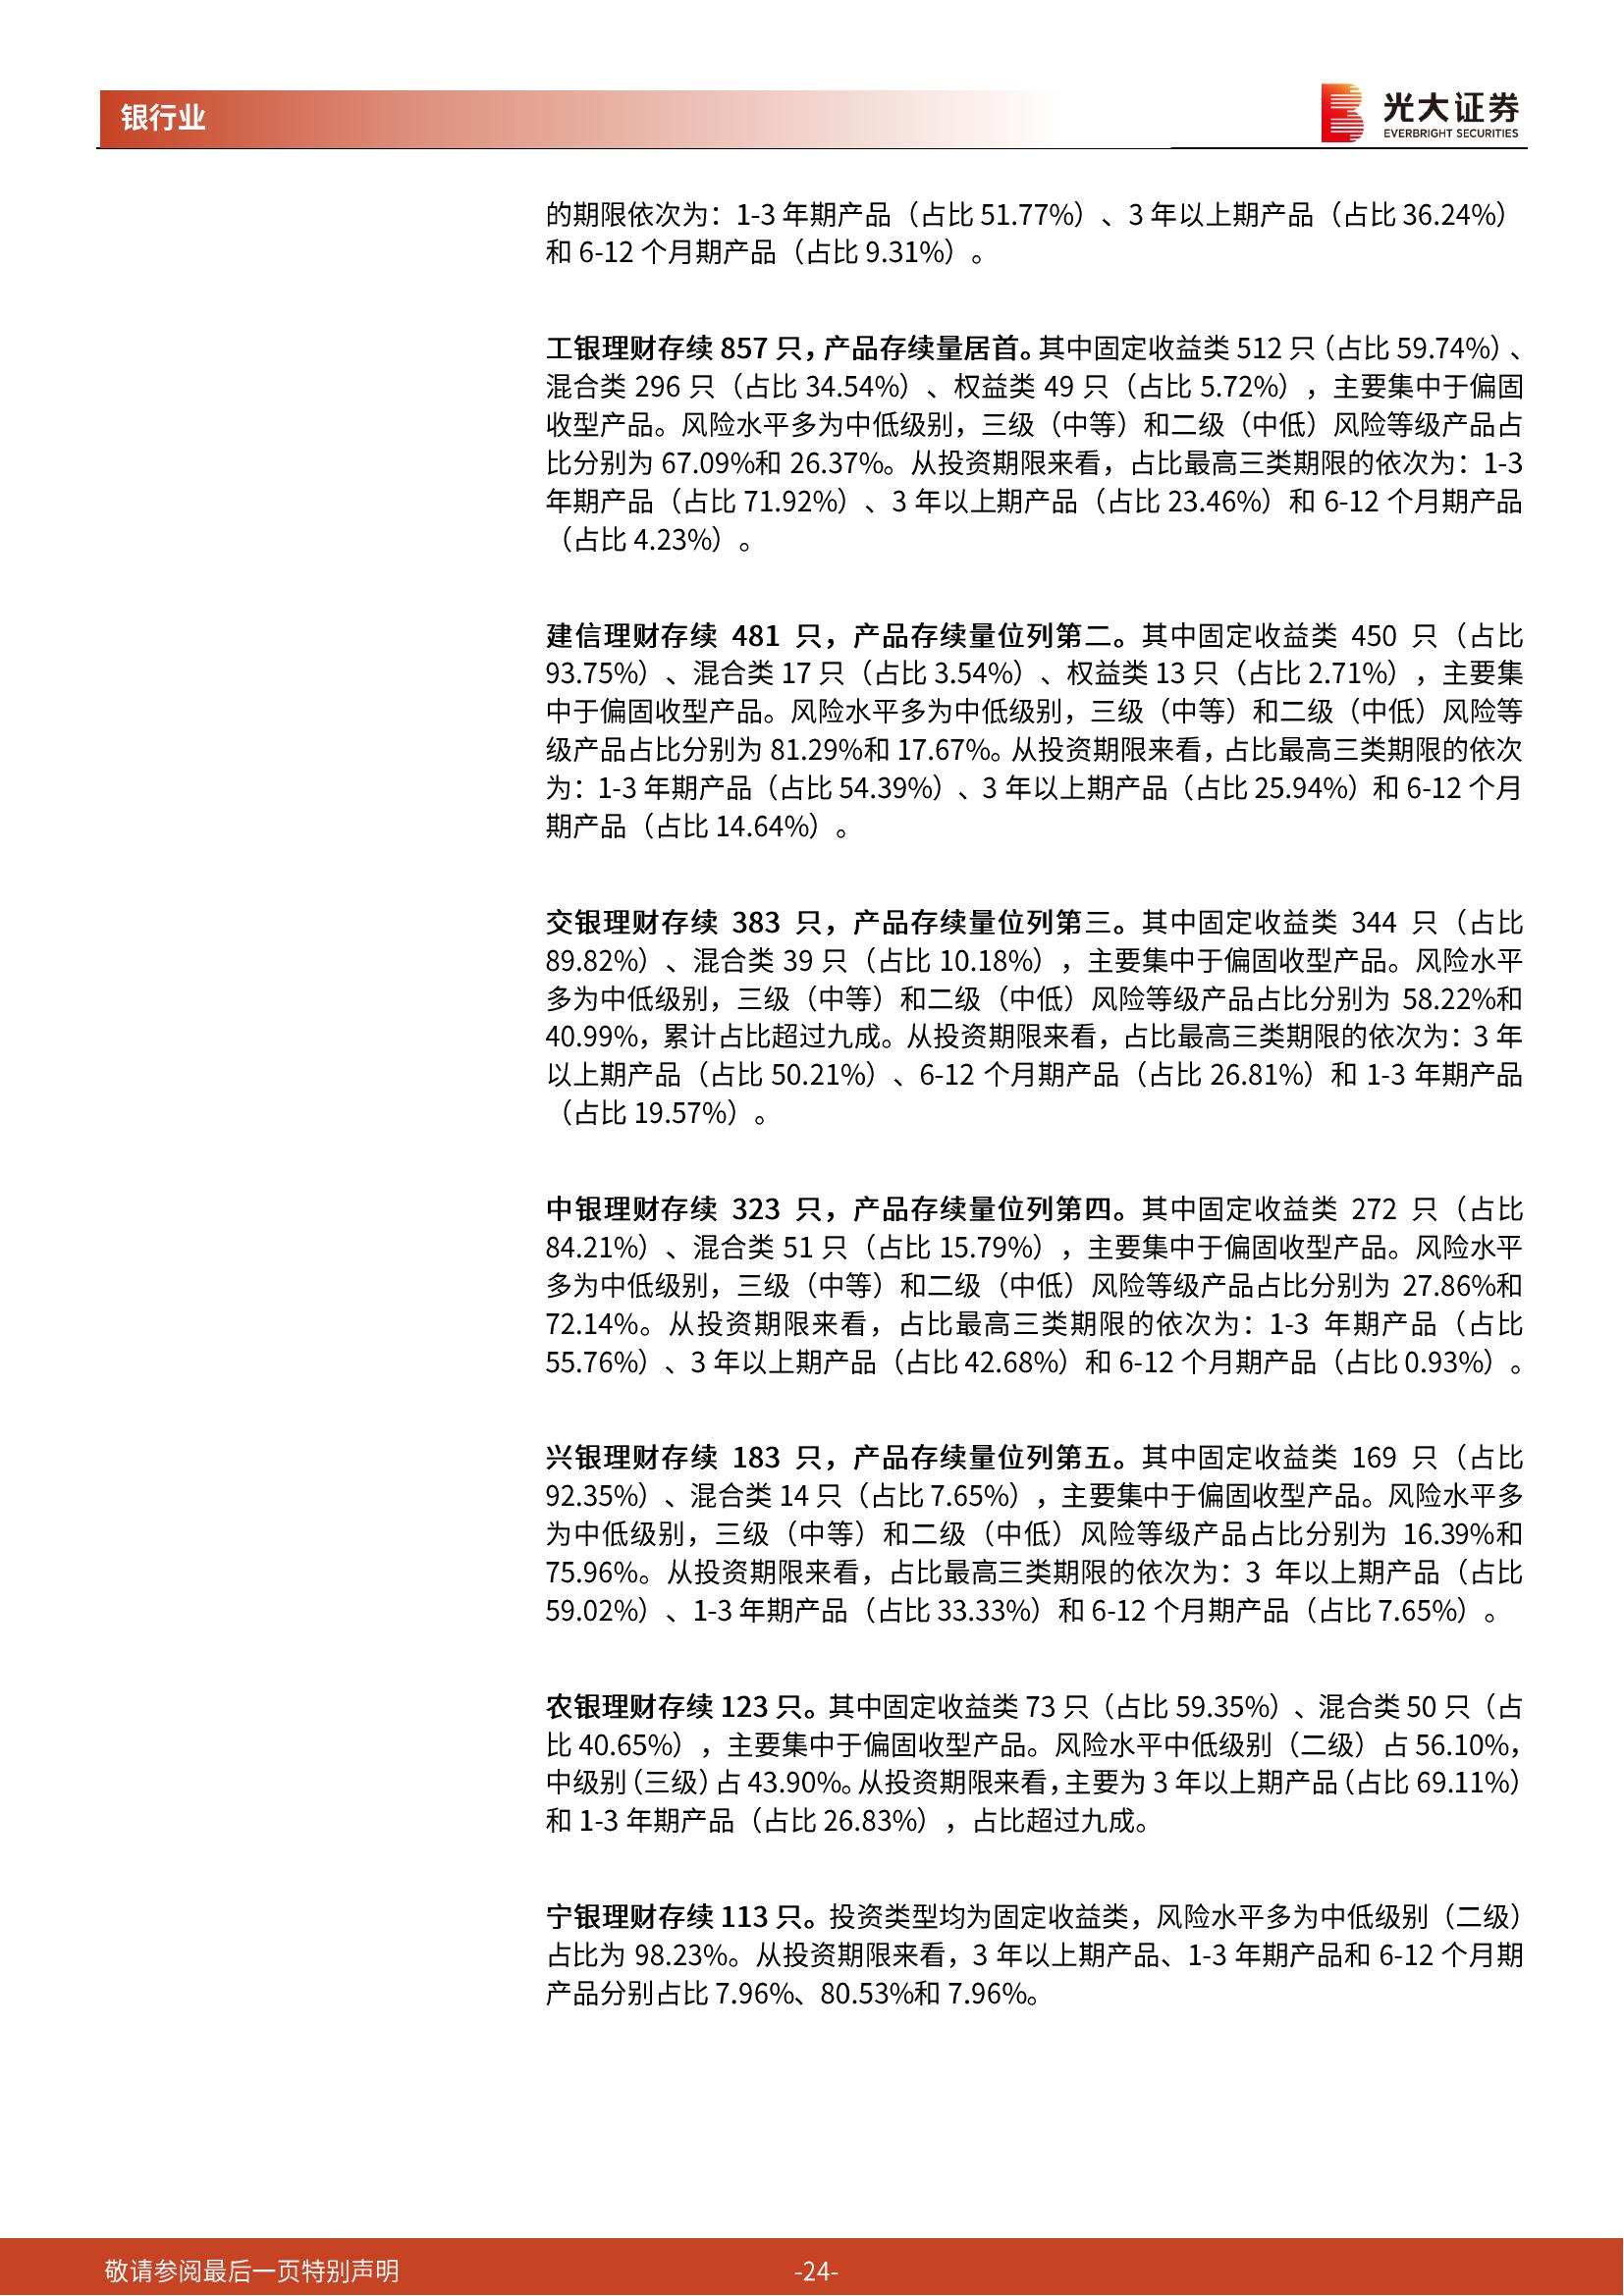 银行业
光大证券
EVERBRIGHT SECURITIES
的期限依次为：1-3 年期产品（占比 51.77%）、3 年以上期产品（占比 36.24%）
和 6-12 个月期产品（占比 9.31%）。
工银理财存续 857 只，产品存续量居首。其中固定收益类 512 只（占比 59.74%）、
混合类 296 只（占比 34.54%）、权益类 49 只（占比 5.72%），主要集中于偏固
收型产品。风险水平多为中低级别，三级（中等）和二级（中低）风险等级产品占
比分别为 67.09%和 26.37%。从投资期限来看，占比最高三类期限的依次为：1-3
年期产品（占比 71.92%）、3 年以上期产品（占比 23.46%）和 6-12 个月期产品
（占比 4.23%）。
建信理财存续 481 只，产品存续量位列第二。其中固定收益类 450 只（占比
93.75%）、混合类 17 只（占比 3.54%）、权益类 13 只（占比 2.71%），主要集
中于偏固收型产品。风险水平多为中低级别，三级（中等）和二级（中低）风险等
级产品占比分别为 81.29%和 17.67%。从投资期限来看，占比最高三类期限的依次
为：1-3 年期产品（占比 54.39%）、3 年以上期产品（占比 25.94%）和 6-12 个月
期产品（占比 14.64%）。
交银理财存续 383 只，产品存续量位列第三。其中固定收益类 344 只（占比
89.82%）、混合类 39 只（占比 10.18%），主要集中于偏固收型产品。风险水平
多为中低级别，三级（中等）和二级（中低）风险等级产品占比分别为 58.22%和
40.99%，累计占比超过九成。从投资期限来看，占比最高三类期限的依次为：3 年
以上期产品（占比 50.21%）、6-12 个月期产品（占比 26.81%）和 1-3 年期产品
（占比 19.57%）。
中银理财存续 323 只，产品存续量位列第四。其中固定收益类 272 只（占比
84.21%）、混合类 51 只（占比 15.79%），主要集中于偏固收型产品。风险水平
多为中低级别，三级（中等）和二级（中低）风险等级产品占比分别为 27.86%和
72.14%。从投资期限来看，占比最高三类期限的依次为：1-3 年期产品（占比
55.76%）、3 年以上期产品（占比 42.68%）和 6-12 个月期产品（占比 0.93%）。
兴银理财存续 183 只，产品存续量位列第五。其中固定收益类 169 只（占比
92.35%）、混合类 14 只（占比 7.65%），主要集中于偏固收型产品。风险水平多
为中低级别，三级（中等）和二级（中低）风险等级产品占比分别为 16.39%和
75.96%。从投资期限来看，占比最高三类期限的依次为：3 年以上期产品（占比
59.02%）、1-3 年期产品（占比 33.33%）和 6-12 个月期产品（占比 7.65%）。
农银理财存续 123 只。其中固定收益类 73 只（占比 59.35%）、混合类 50 只（占
比 40.65%），主要集中于偏固收型产品。风险水平中低级别（二级）占 56.10%，
中级别（三级）占 43.90%。从投资期限来看，主要为 3 年以上期产品（占比 69.11%）
和 1-3 年期产品（占比 26.83%），占比超过九成。
宁银理财存续 113 只。投资类型均为固定收益类，风险水平多为中低级别（二级）
占比为 98.23%。从投资期限来看，3 年以上期产品、1-3 年期产品和 6-12 个月期
产品分别占比 7.96%、80.53%和 7.96%。
敬请参阅最后一页特别声明
-24-